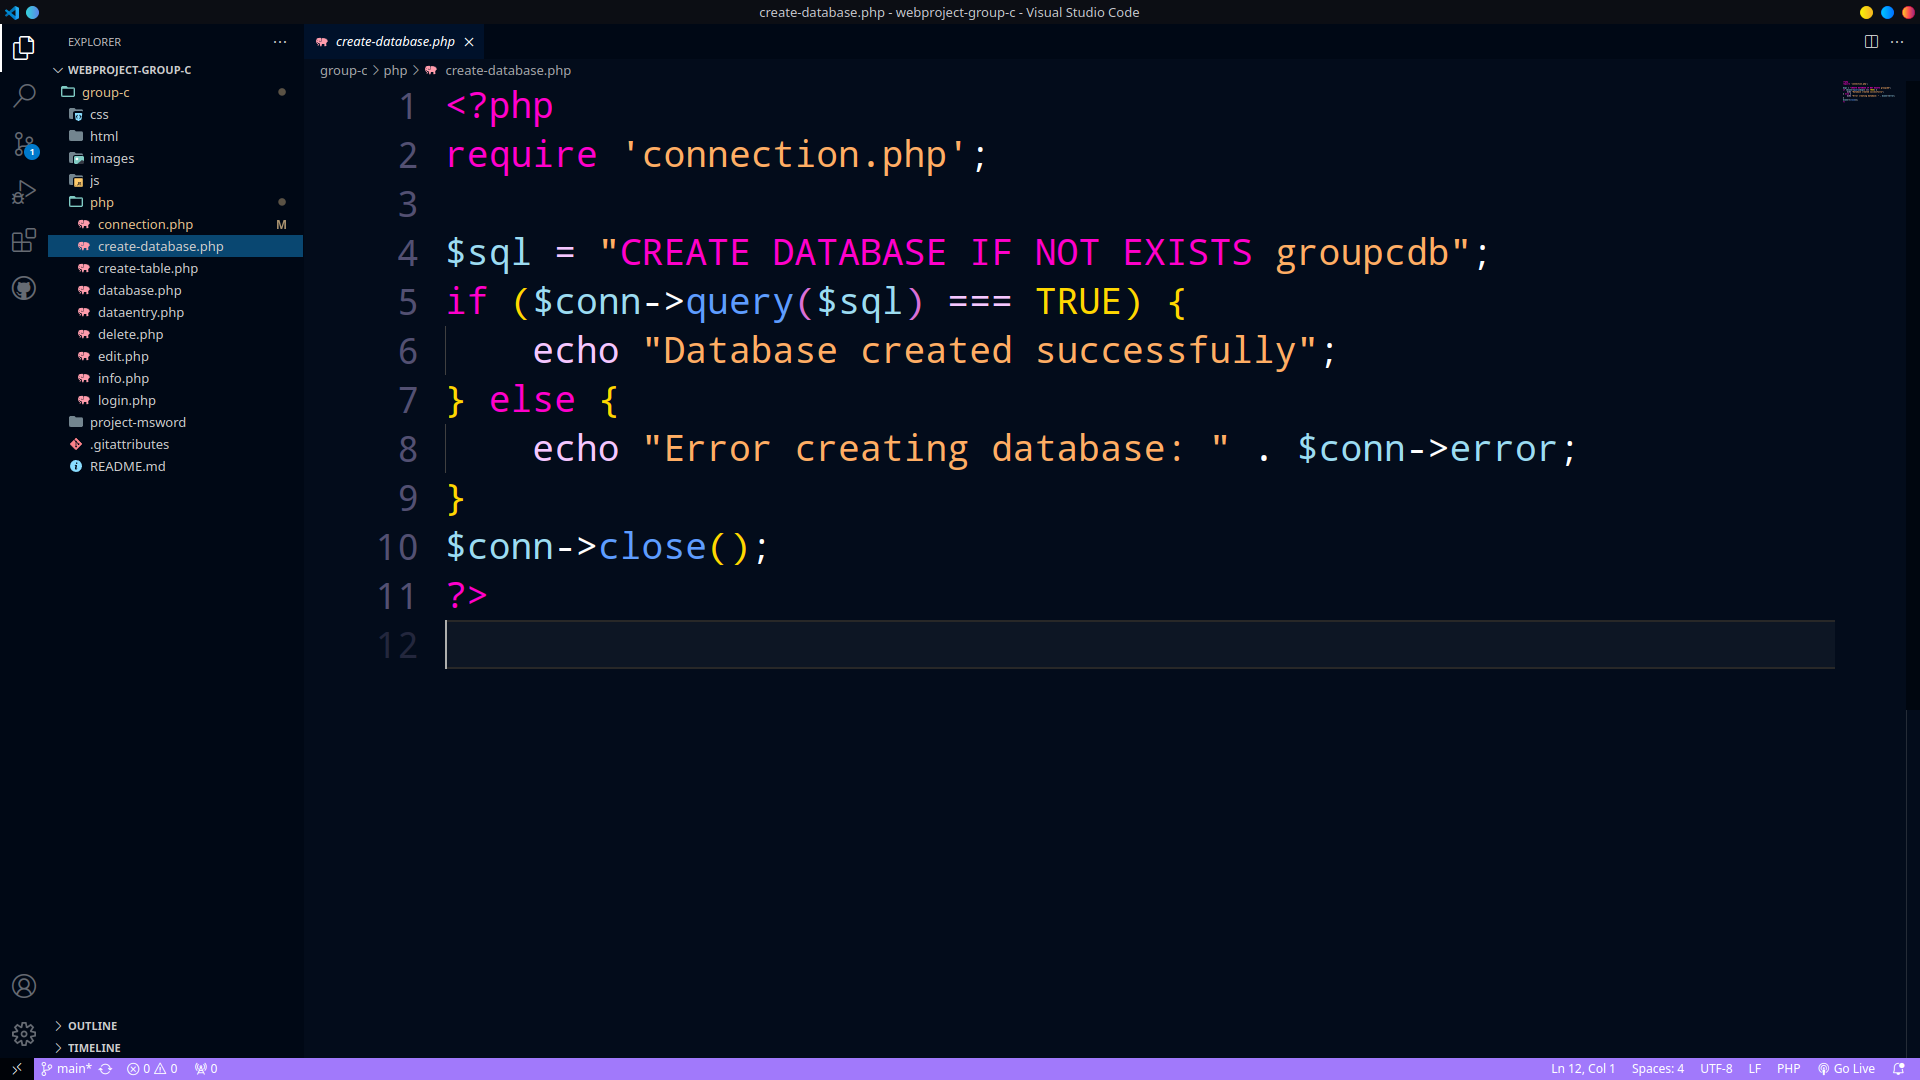 create-database.php - webproject-group-c - Visual Studio Code
EXPLORER
WEBPROJECT-GROUP-C
group-c
css
html
images
js
php
connection.php M
create-database.php
create-table.php
database.php
dataentry.php
delete.php
edit.php
info.php
login.php
project-msword
.gitattributes
README.md
OUTLINE
TIMELINE
1
create-database.php
group-c > php > create-database.php
1 <?php
2 require 'connection.php';
3
4 $sql = "CREATE DATABASE IF NOT EXISTS groupcdb";
5 if ($conn->query($sql) === TRUE) {
6     echo "Database created successfully";
7 } else {
8     echo "Error creating database: " . $conn->error;
9 }
10 $conn->close();
11 ?>
12
main* 0 0 0 Ln 12, Col 1 Spaces: 4 UTF-8 LF PHP Go Live